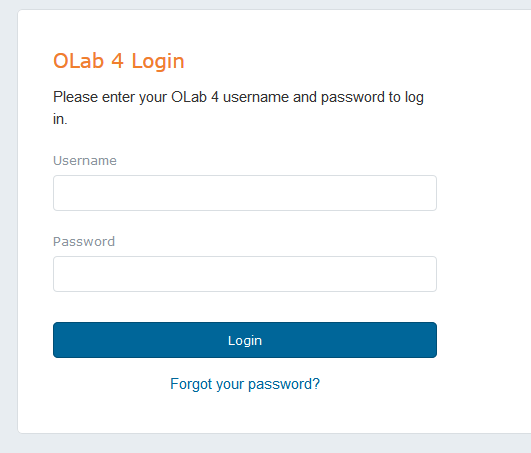 OLab 4 Login
Please enter your OLab 4 username and password to log
in.
Username
Password
Login
Forgot your password?